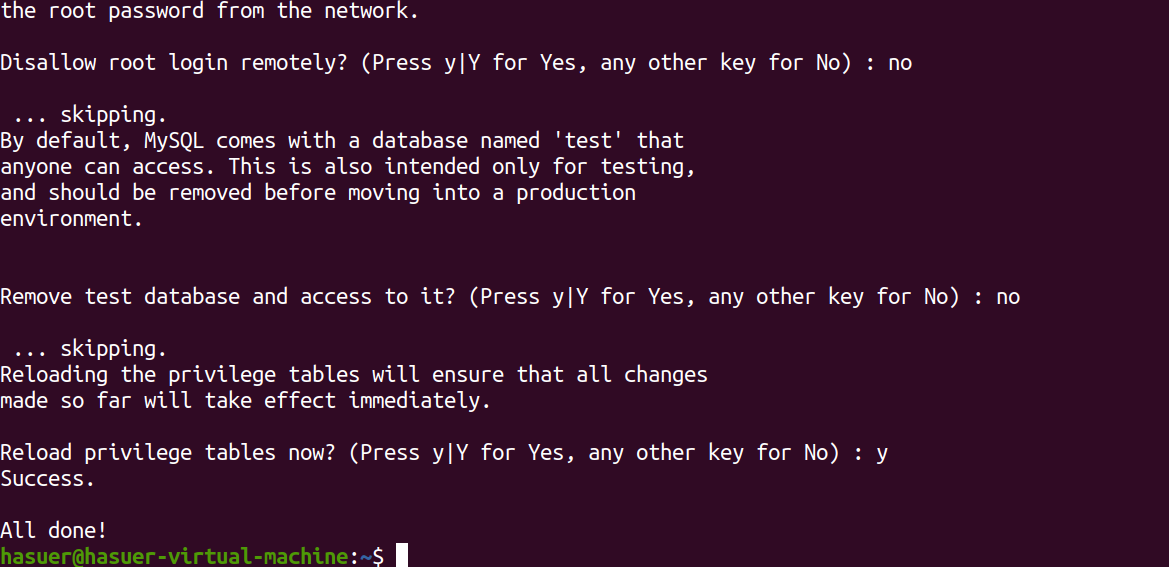 the root password from the network.
Disallow root login remotely? (Press y|Y for Yes, any other key for No) : no
... skipping.
By default, MySQL comes with a database named 'test' that
anyone can access. This is also intended only for testing,
and should be removed before moving into a production
environment.
Remove test database and access to it? (Press y|Y for Yes, any other key for No) : no
... skipping.
Reloading the privilege tables will ensure that all changes
made so far will take effect immediately.
Reload privilege tables now? (Press y|Y for Yes, any other key for No) : y
Success.
All done!
hasuer@hasuer-virtual-machine:~$